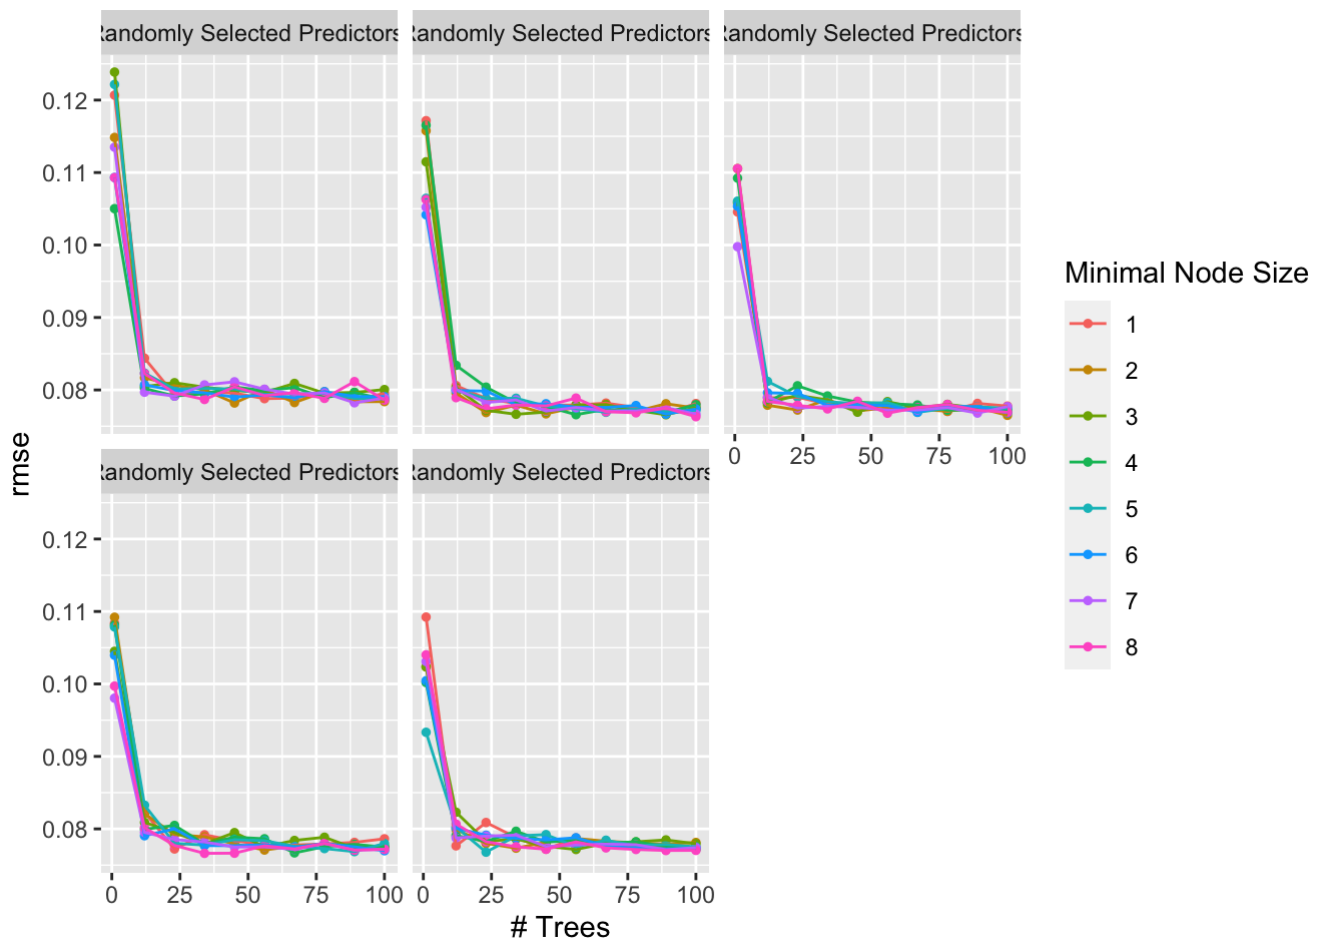 Randomly Selected Predictors
Randomly Selected Predictors
Randomly Selected Predictors
0.12
0.11
0.10
0.09
0.08
0 25 50 75 100
rmse
Randomly Selected Predictors
Randomly Selected Predictors
0.12
0.11
0.10
0.09
0.08
0 25 50 75 100
0 25 50 75 100
# Trees
Minimal Node Size
1
2
3
4
5
6
7
8